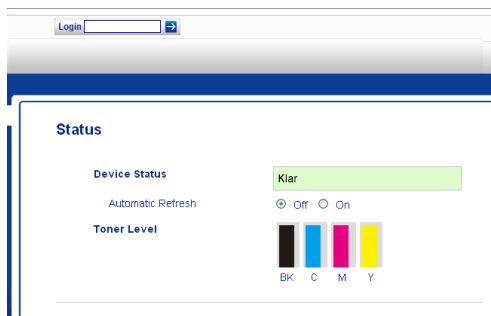 Login
Status
Device Status Klar
Automatic Refresh Off On
Toner Level
BK C M Y